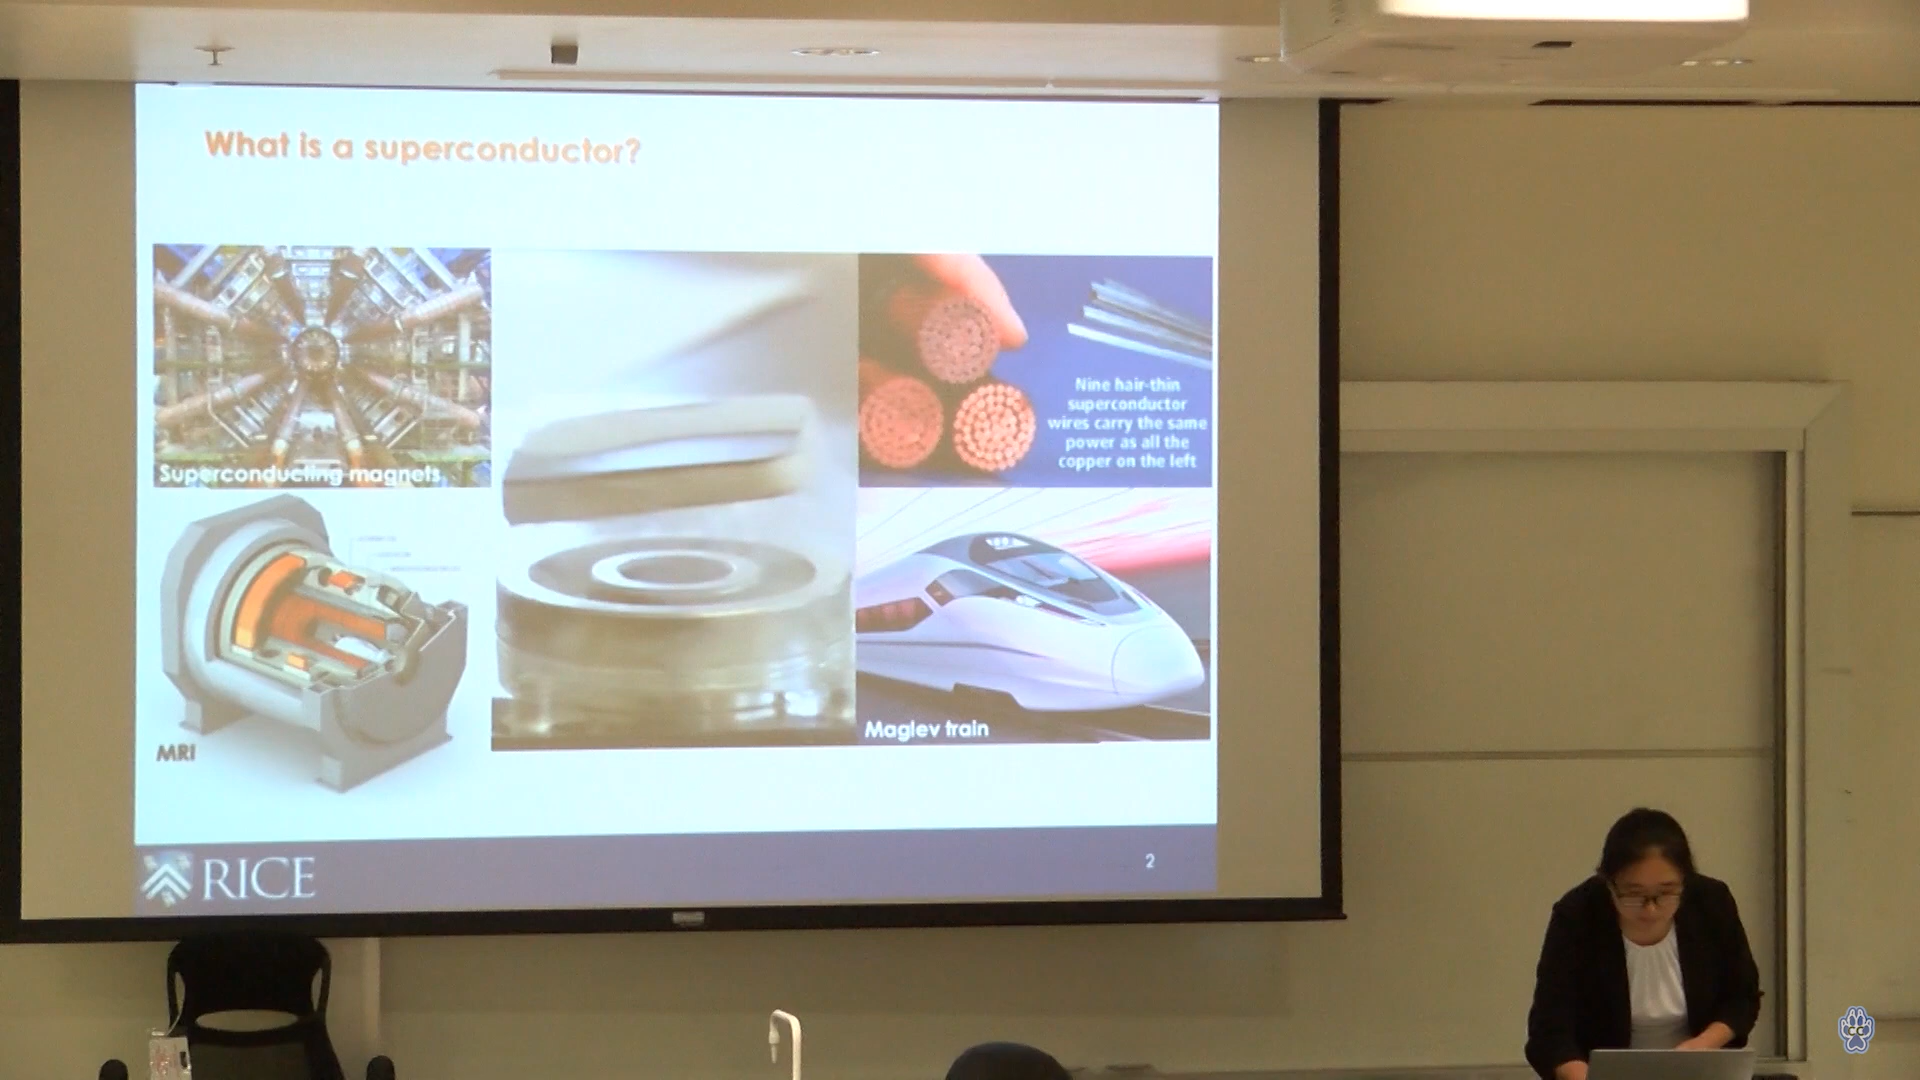 What is a superconductor?
Superconducting magnets
Nine hair-thin
superconductor
wires carry the same
power as all the
copper on the left
MRI
Maglev train
RICE
2
CC